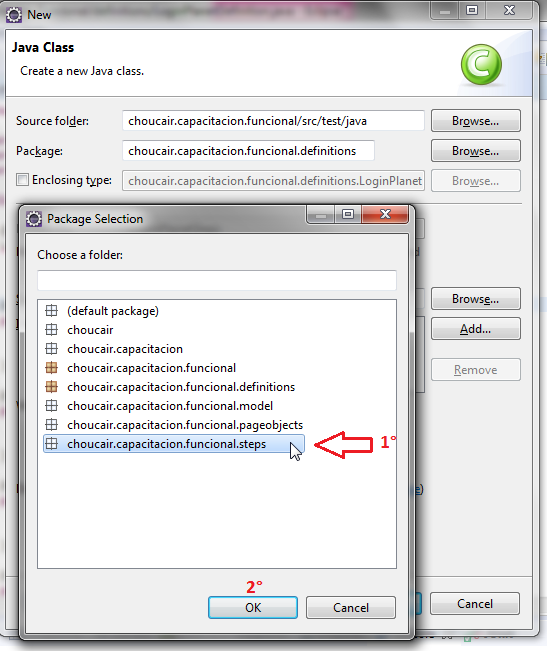 New
Java Class
Create a new Java class.
Source folder: choucair.capacitacion.funcional/src/test/java Browse...
Package: choucair.capacitacion.funcional.definitions Browse...
Enclosing type: choucair.capacitacion.funcional.definitions.LoginPlanet Browse...
Package Selection
Choose a folder:
(default package)
choucair
choucair.capacitacion
choucair.capacitacion.funcional
choucair.capacitacion.funcional.definitions
choucair.capacitacion.funcional.model
choucair.capacitacion.funcional.pageobjects
choucair.capacitacion.funcional.steps
1°
2°
OK Cancel
Browse...
Add...
Remove
Cancel